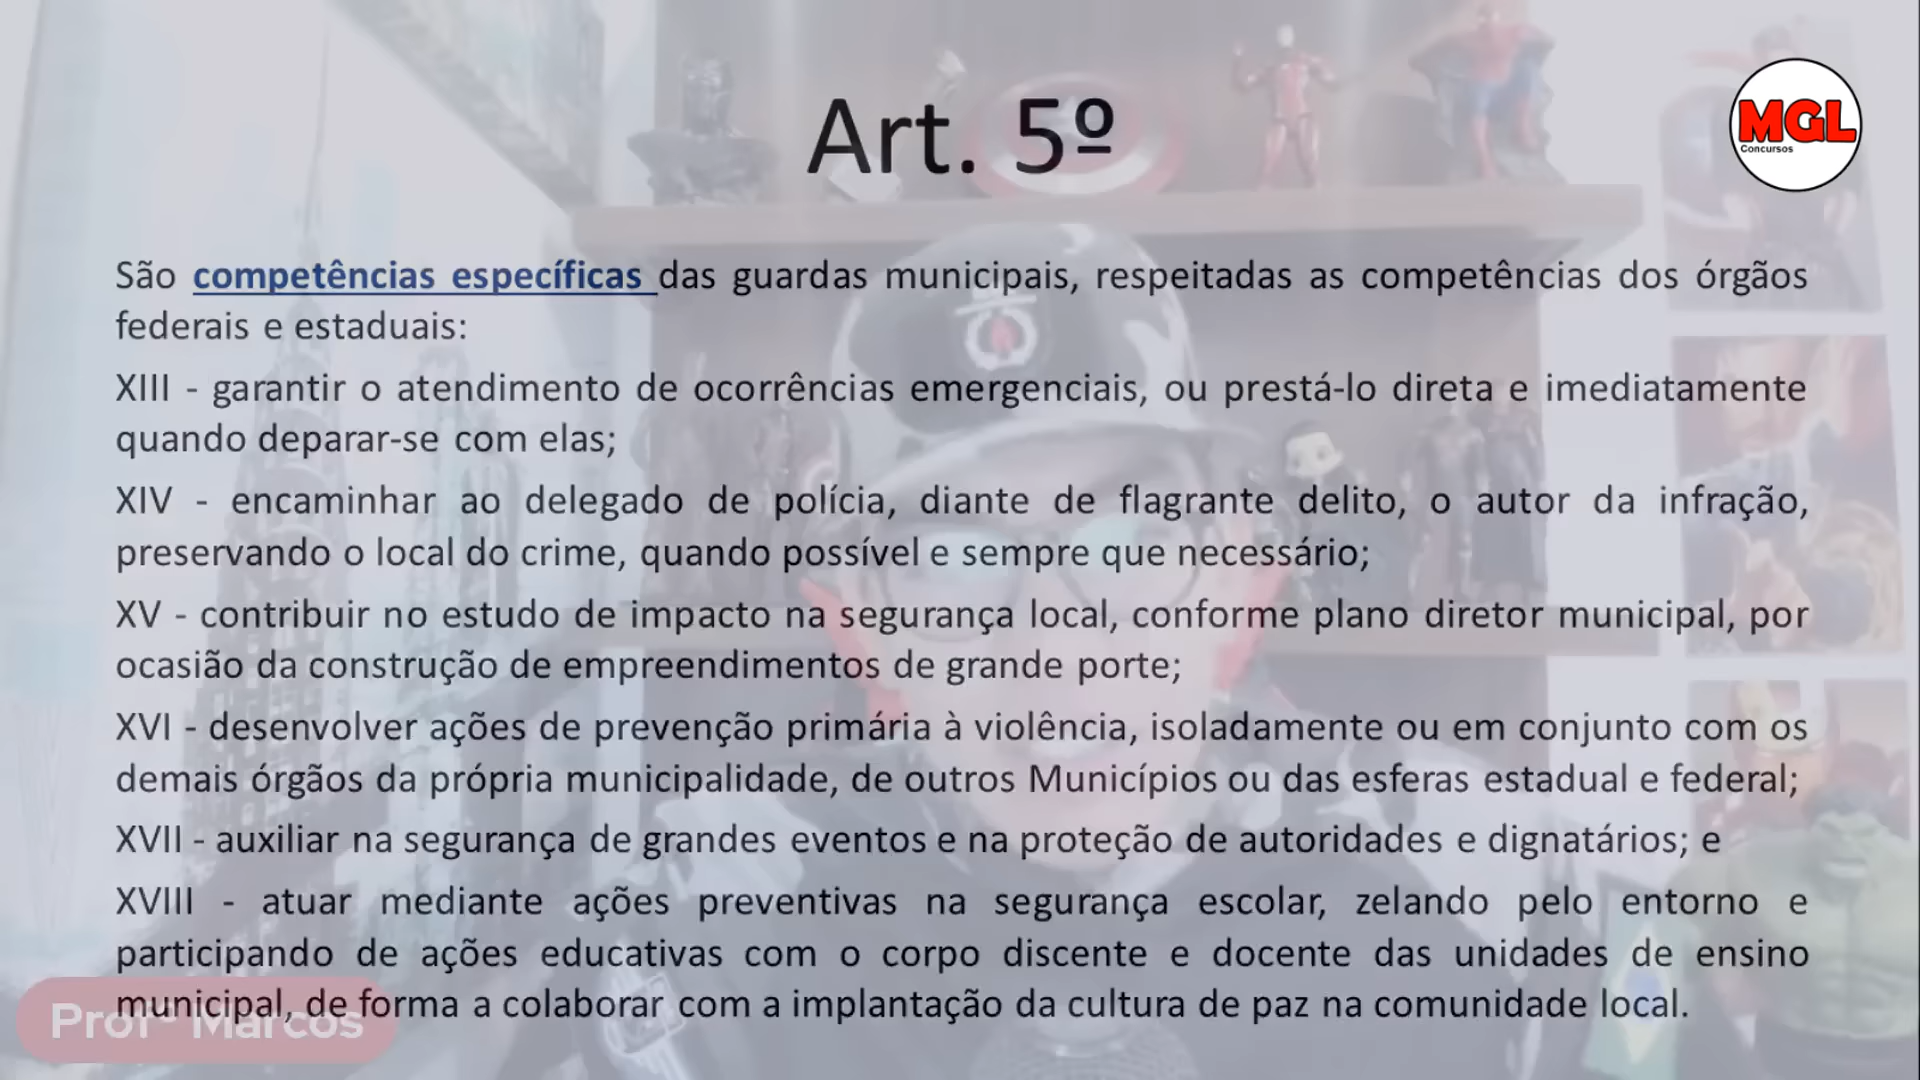 Art. 5º
MGL
Concursos
São competências específicas das guardas municipais, respeitadas as competências dos órgãos
federais e estaduais:
XIII - garantir o atendimento de ocorrências emergenciais, ou prestá-lo direta e imediatamente
quando deparar-se com elas;
XIV - encaminhar ao delegado de polícia, diante de flagrante delito, o autor da infração,
preservando o local do crime, quando possível e sempre que necessário;
XV - contribuir no estudo de impacto na segurança local, conforme plano diretor municipal, por
ocasião da construção de empreendimentos de grande porte;
XVI - desenvolver ações de prevenção primária à violência, isoladamente ou em conjunto com os
demais órgãos da própria municipalidade, de outros Municípios ou das esferas estadual e federal;
XVII - auxiliar na segurança de grandes eventos e na proteção de autoridades e dignatários; e
XVIII - atuar mediante ações preventivas na segurança escolar, zelando pelo entorno e
participando de ações educativas com o corpo discente e docente das unidades de ensino
municipal, de forma a colaborar com a implantação da cultura de paz na comunidade local.
Profº Marcos